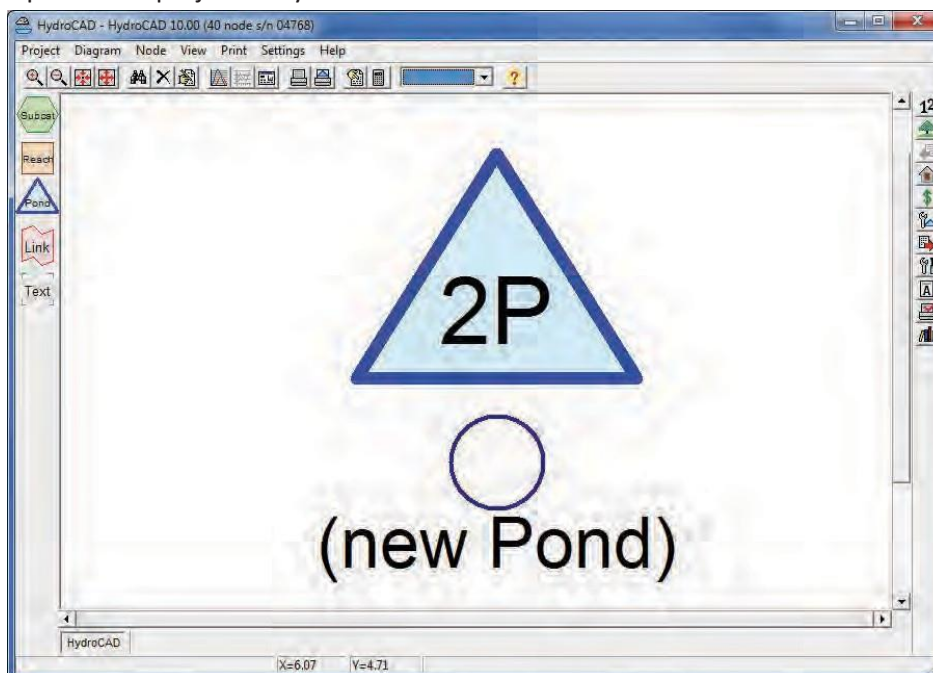 HydroCAD - HydroCAD 10.00 (40 node s/n 04768)
Project Diagram Node View Print Settings Help
Subcat
Reach
Pond
Link
Text
2P
(new Pond)
HydroCAD
X=6.07 Y=4.71